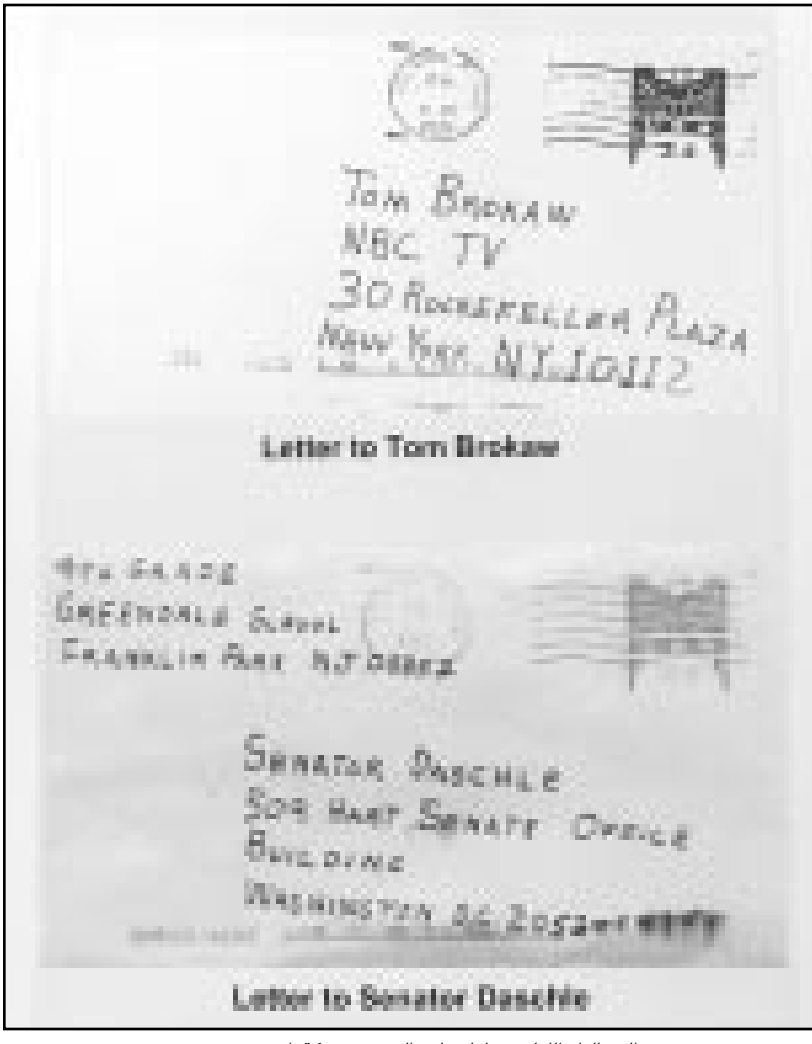 Tom Brokaw
NBC TV
30 Rockefeller Plaza
New York NY 10112
Letter to Tom Brokaw
4th Grade
Greendale School
Franklin Park NJ 08852
Senator Daschle
509 Hart Senate Office
Building
Washington DC 205
Letter to Senator Daschle